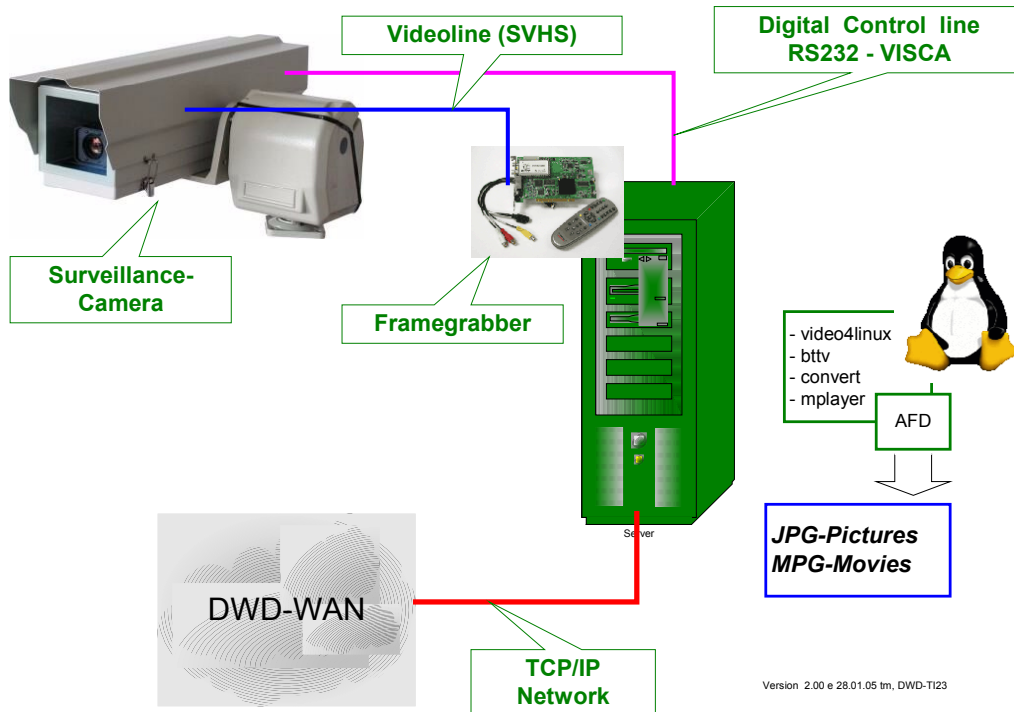 Videoline (SVHS)
Digital Control line
RS232 - VISCA
Surveillance-
Camera
Framegrabber
- video4linux
- bttv
- convert
- mplayer
AFD
Server
JPG-Pictures
MPG-Movies
DWD-WAN
TCP/IP
Network
Version 2.00 e 28.01.05 tm, DWD-TI23